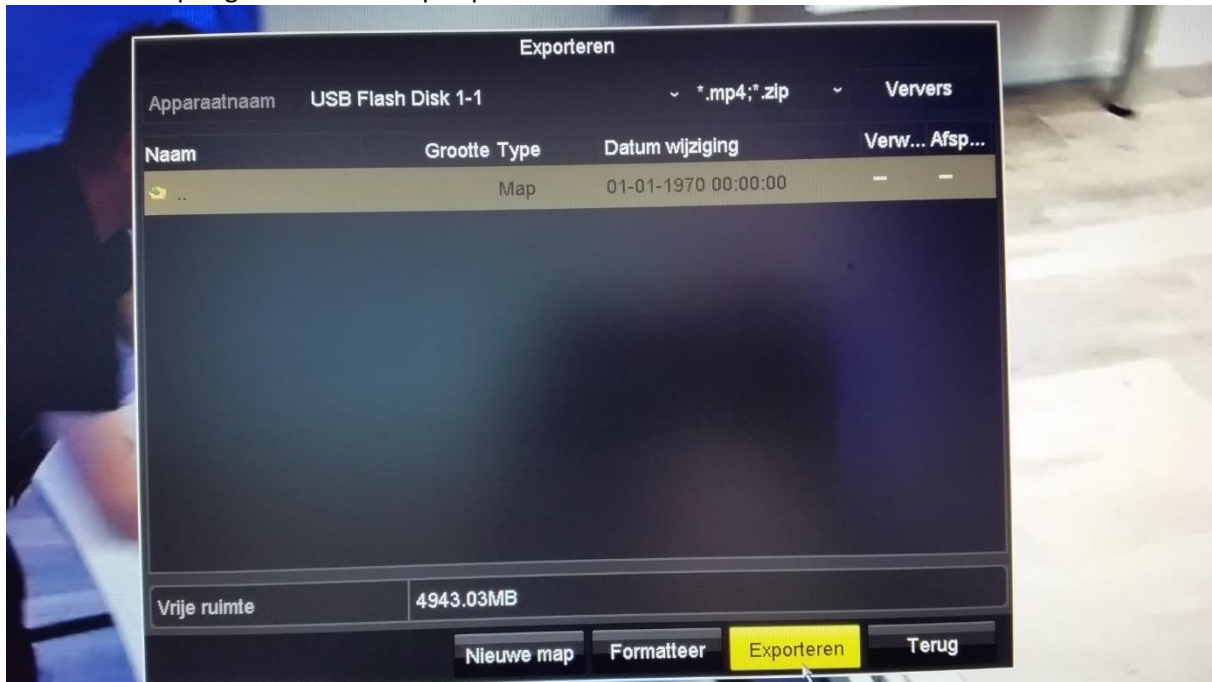 Exporteren
Apparaatnaam USB Flash Disk 1-1 *.mp4;*.zip Ververs
Naam Grootte Type Datum wijziging Verw... Afsp...
.. Map 01-01-1970 00:00:00 — —
Vrije ruimte 4943.03MB
Nieuwe map Formatteer Exporteren Terug